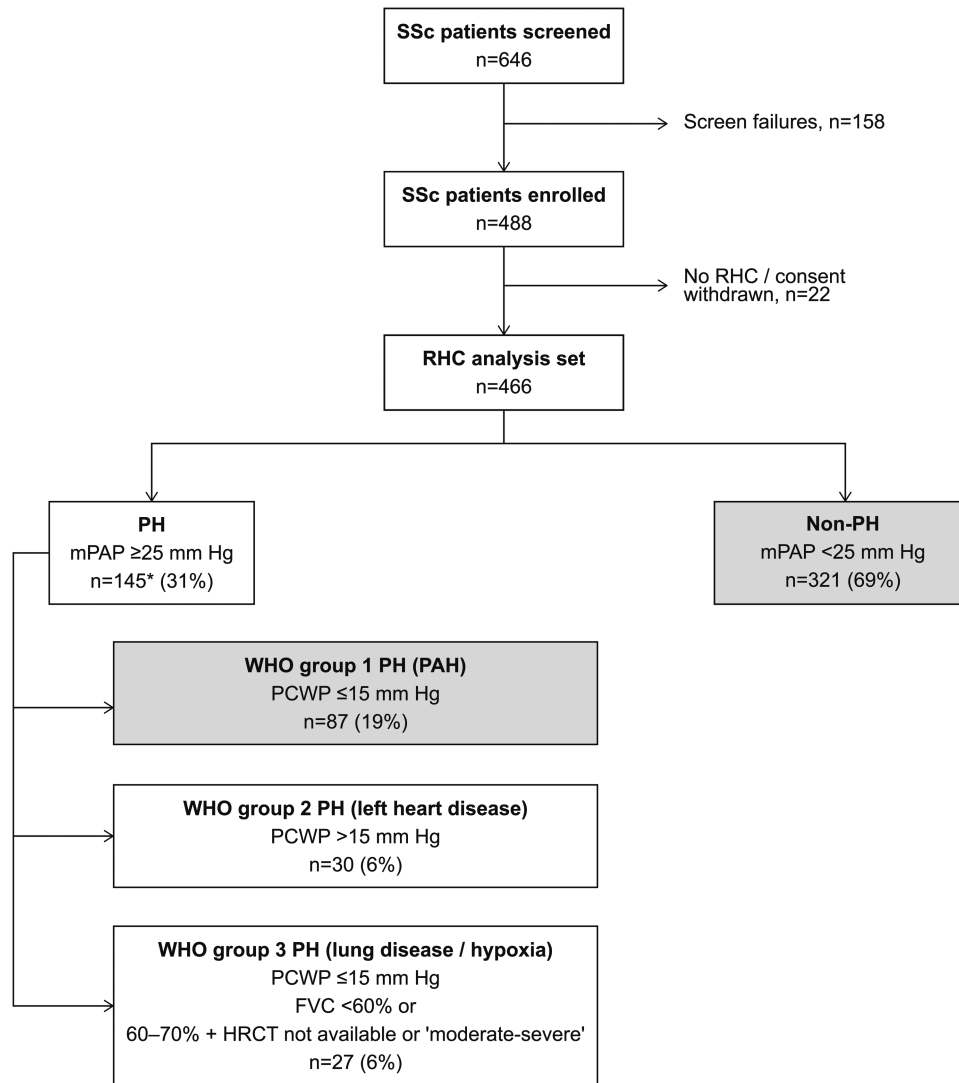 SSc patients screened
n=646
Screen failures, n=158
SSc patients enrolled
n=488
No RHC / consent
withdrawn, n=22
RHC analysis set
n=466
PH
mPAP ≥25 mm Hg
n=145* (31%)
Non-PH
mPAP <25 mm Hg
n=321 (69%)
WHO group 1 PH (PAH)
PCWP ≤15 mm Hg
n=87 (19%)
WHO group 2 PH (left heart disease)
PCWP >15 mm Hg
n=30 (6%)
WHO group 3 PH (lung disease / hypoxia)
PCWP ≤15 mm Hg
FVC <60% or
60–70% + HRCT not available or 'moderate-severe'
n=27 (6%)